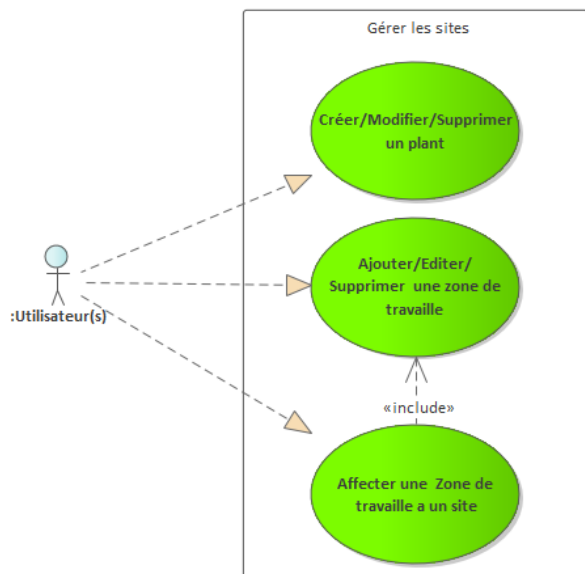 Gérer les sites
Créer/Modifier/Supprimer
un plant
Ajouter/Editer/
Supprimer une zone de
travaille
:Utilisateur(s)
«include»
Affecter une Zone de
travaille a un site